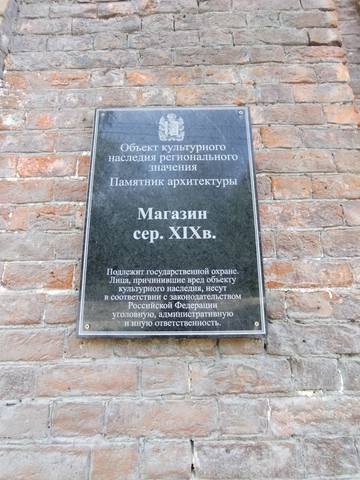 Объект культурного
наследия регионального
значения
Памятник архитектуры
Магазин
сер. XIXв.
Подлежит государственной охране.
Лица, причинившие вред объекту
культурного наследия, несут
в соответствии с законодательством
Российской Федерации
уголовную, административную
и иную ответственность.